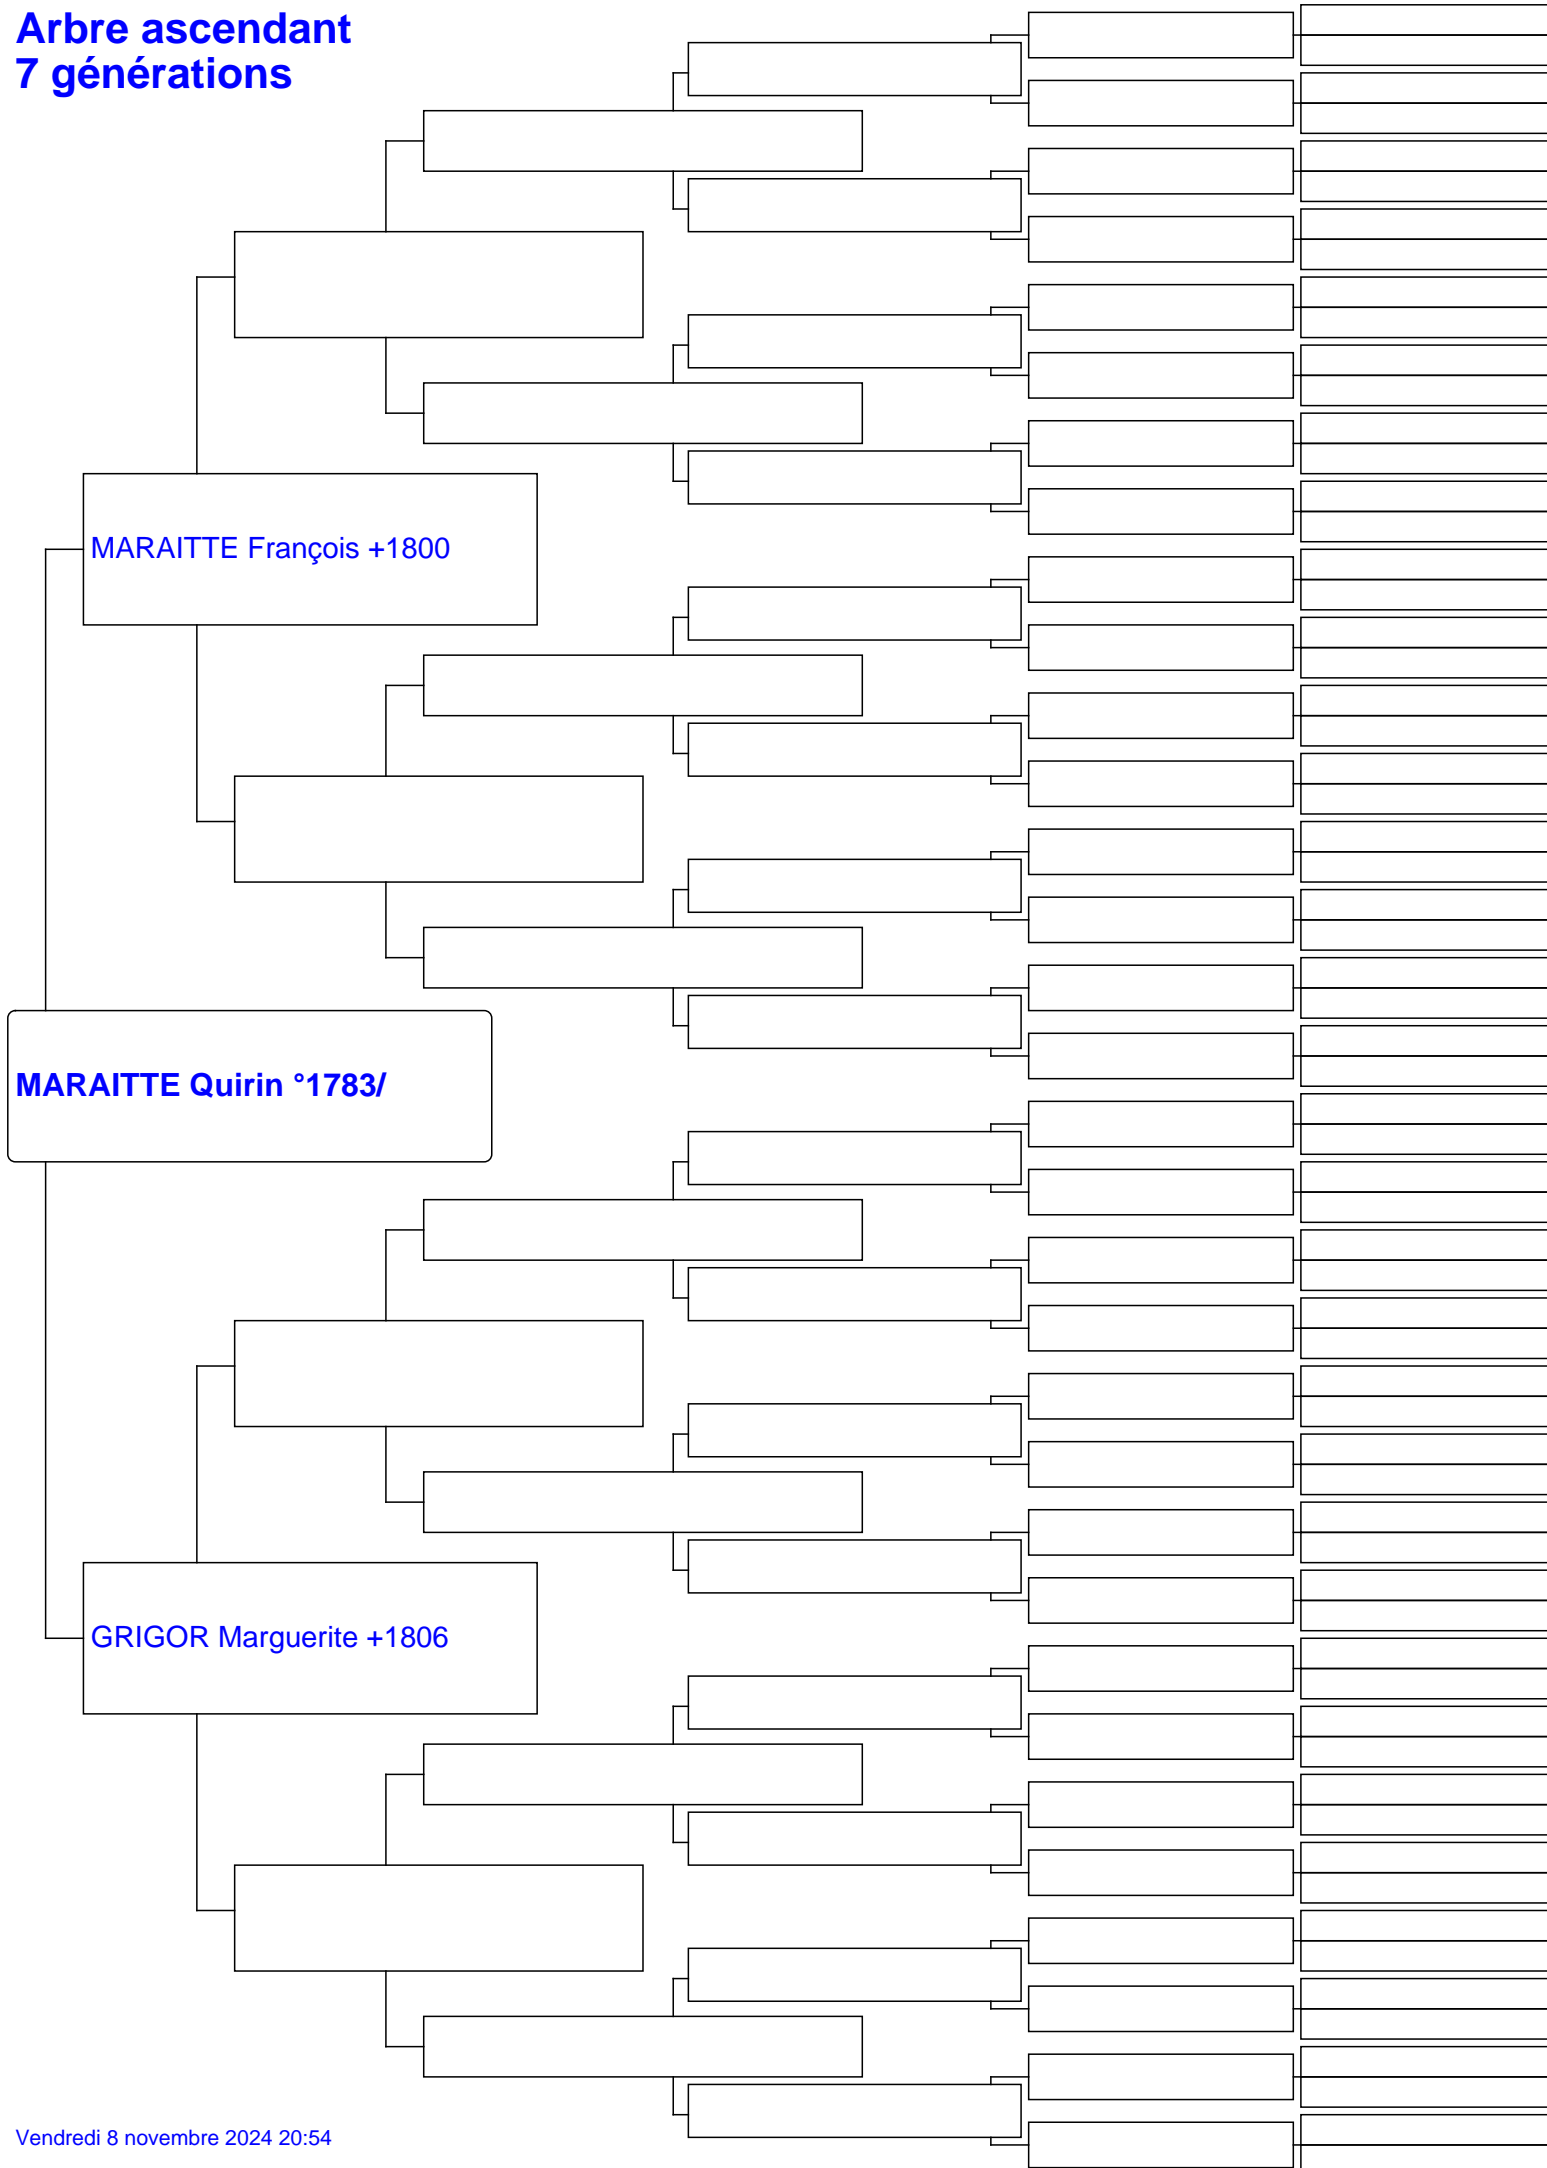 Arbre ascendant
7 générations
MARAITTE François +1800
MARAITTE Quirin °1783/
GRIGOR Marguerite +1806
Vendredi 8 novembre 2024 20:54